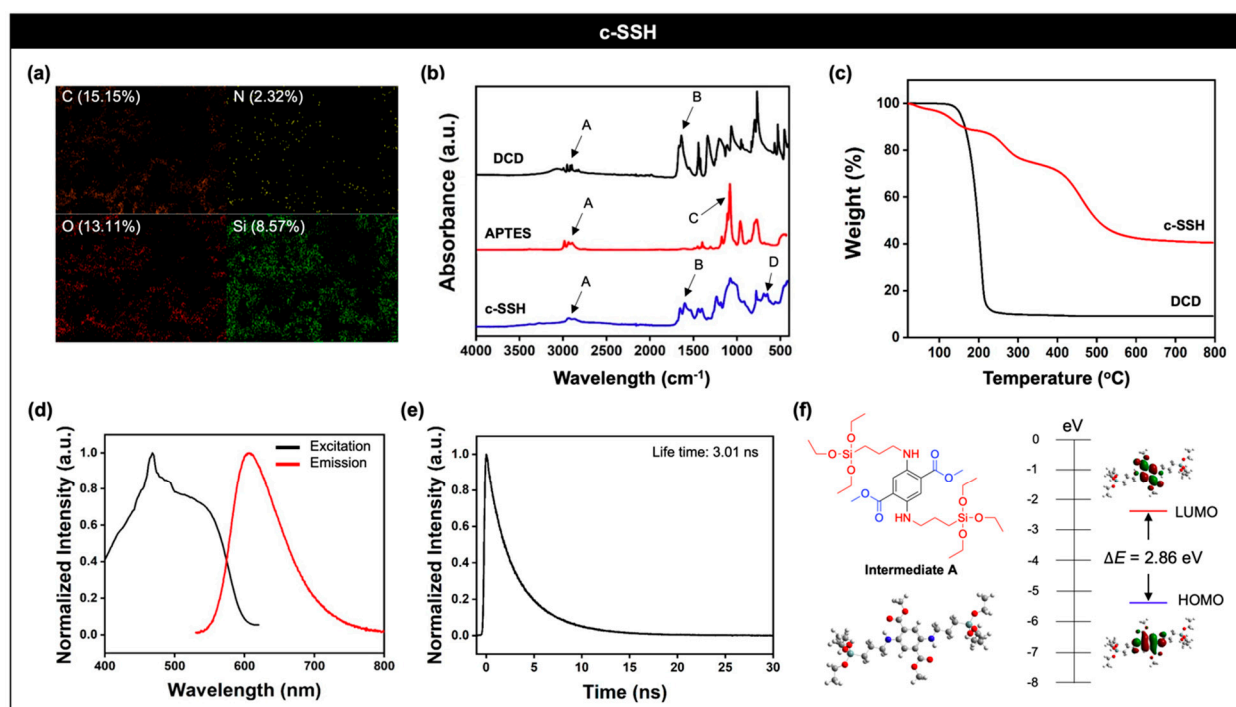 c-SSH
(a)
C (15.15%)
N (2.32%)
O (13.11%)
Si (8.57%)
(b)
Absorbance (a.u.)
DCD
A
B
APTES
A
C
c-SSH
A
B
D
4000 3500 3000 2500 2000 1500 1000 500
Wavelength (cm⁻¹)
(c)
Weight (%)
100
80
60
40
20
0
c-SSH
DCD
100 200 300 400 500 600 700 800
Temperature (°C)
(d)
Normalized Intensity (a.u.)
1.0
0.8
0.6
0.4
0.2
0.0
Excitation
Emission
400 500 600 700 800
Wavelength (nm)
(e)
Normalized Intensity (a.u.)
1.0
0.8
0.6
0.4
0.2
0.0
Life time: 3.01 ns
0 5 10 15 20 25 30
Time (ns)
(f)
O
O Si
O
NH
O
O
O
O
HN
O
Si O
O
Intermediate A
eV
0
-1
-2
-3
-4
-5
-6
-7
-8
LUMO
ΔE = 2.86 eV
HOMO